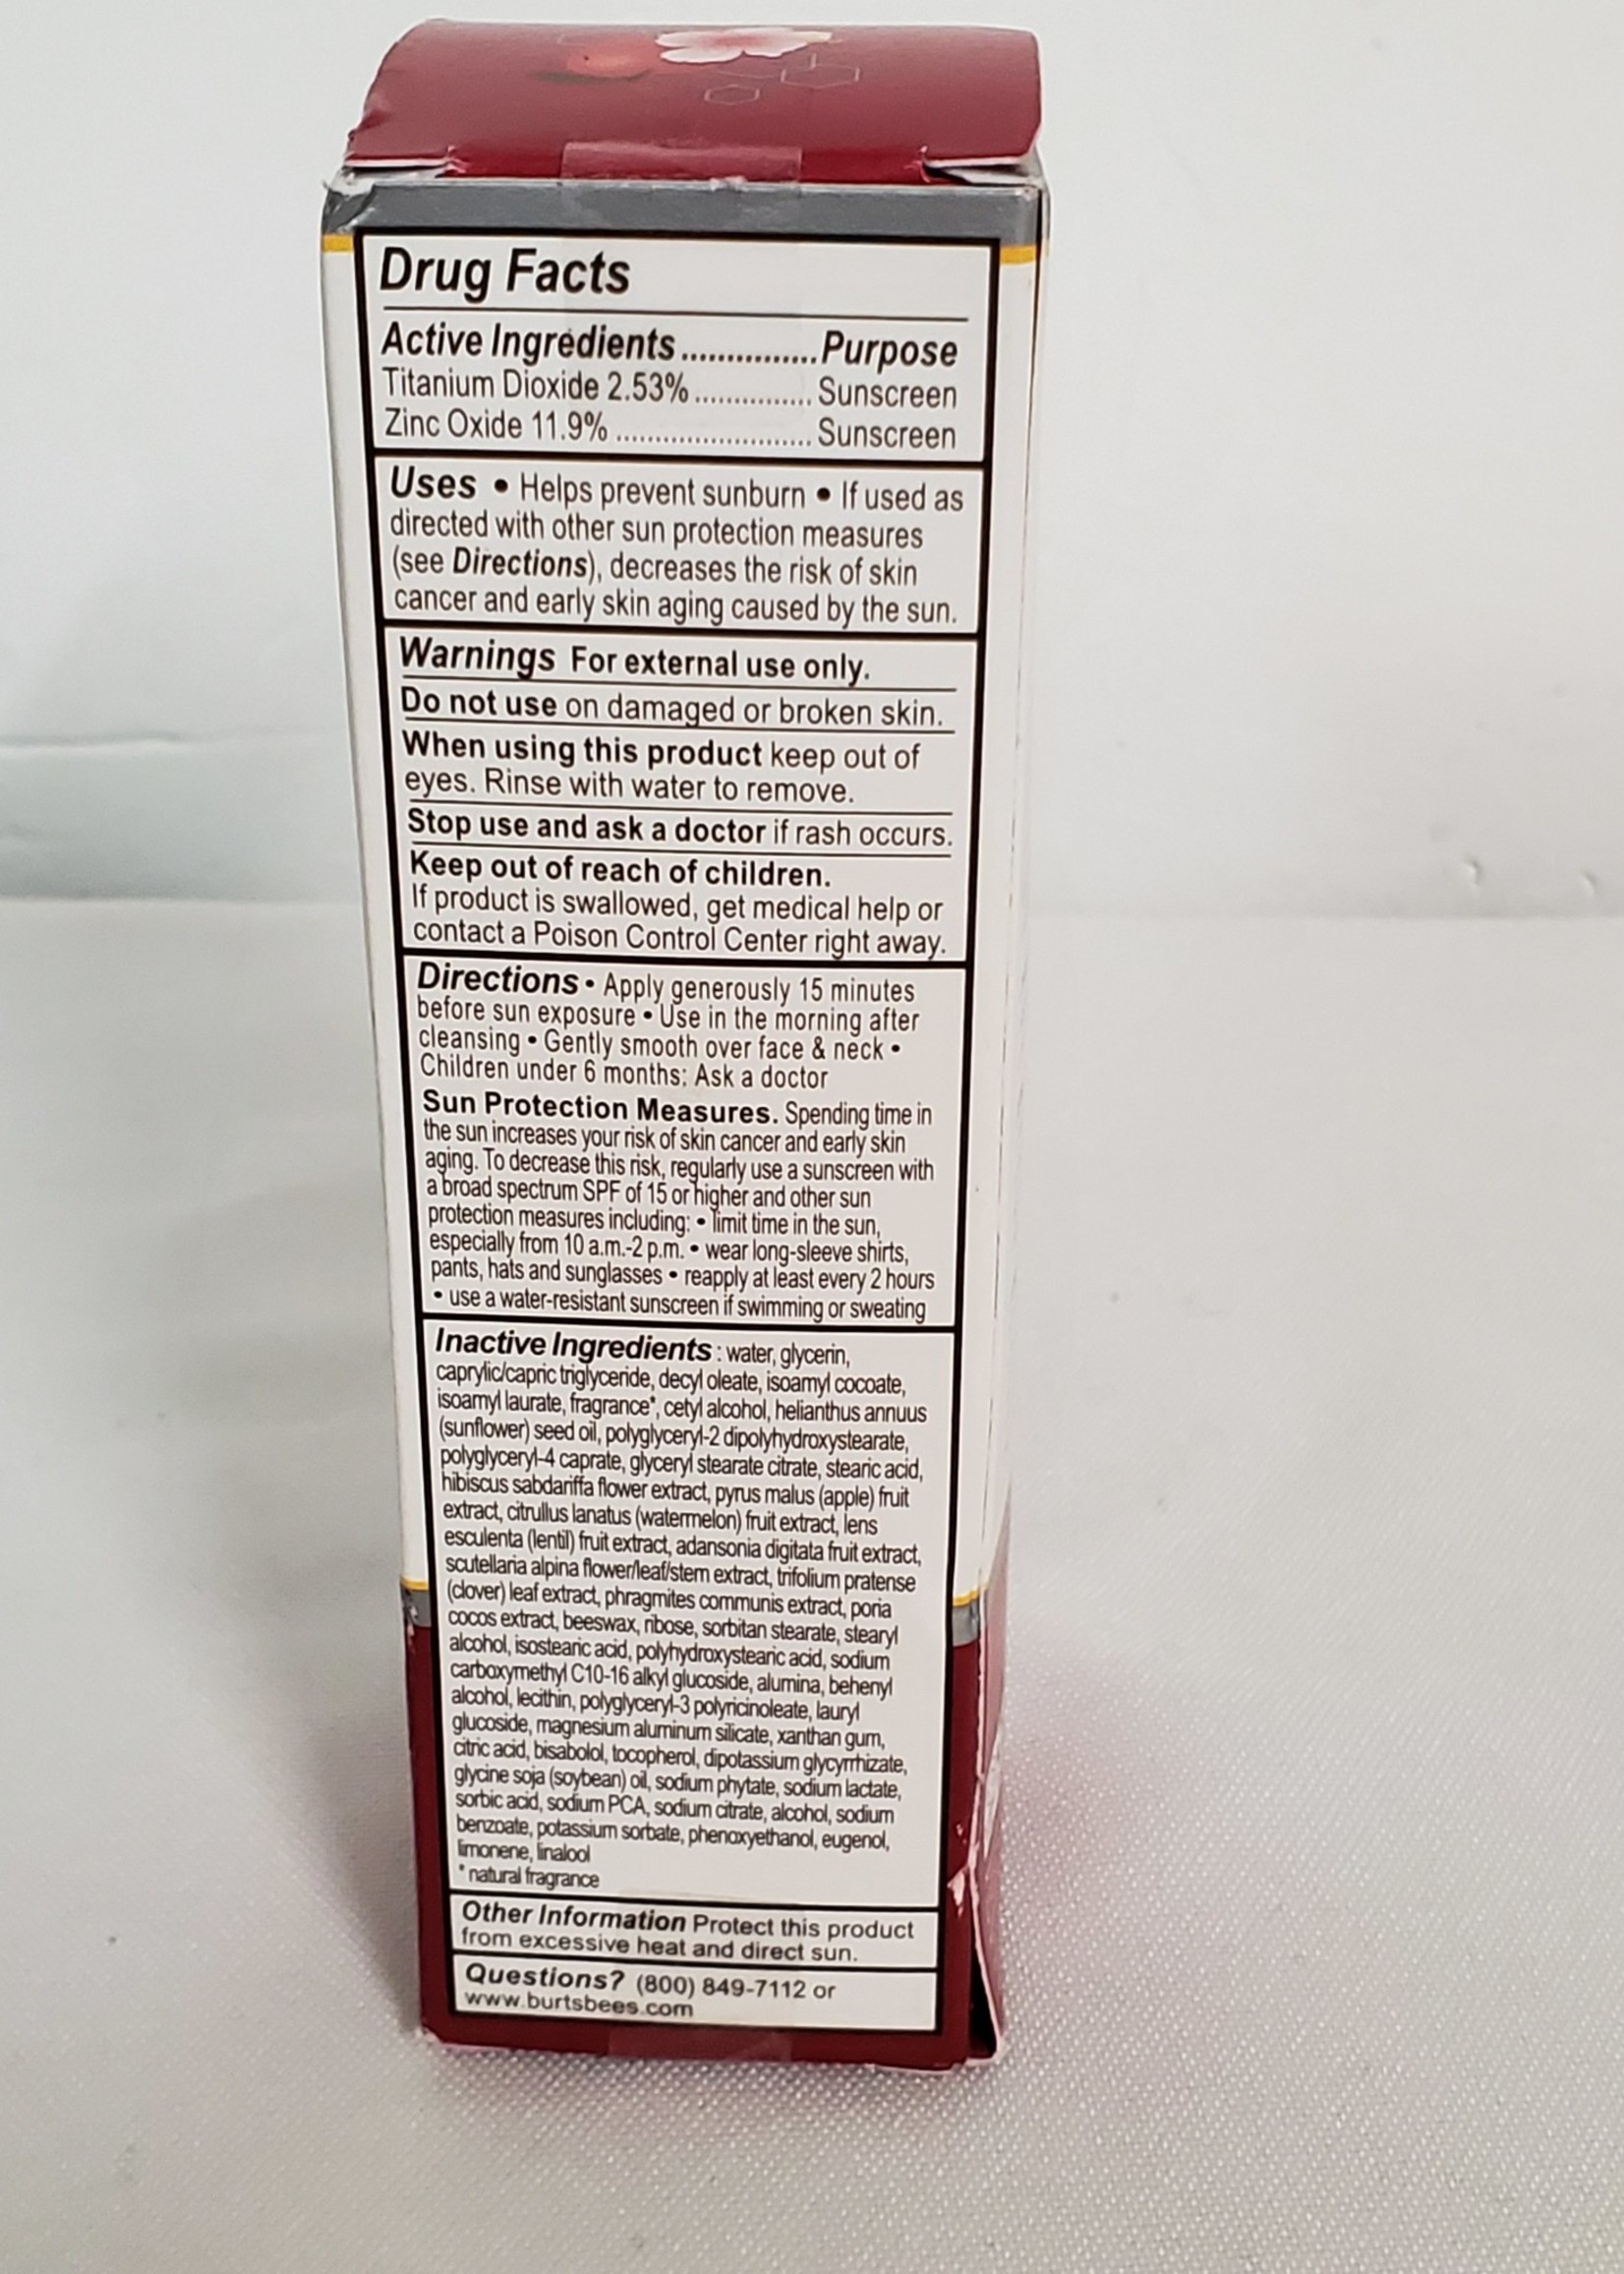 Drug Facts
Active Ingredients...............Purpose
Titanium Dioxide 2.53%...............Sunscreen
Zinc Oxide 11.9%.........................Sunscreen
Uses • Helps prevent sunburn • If used as
directed with other sun protection measures
(see Directions), decreases the risk of skin
cancer and early skin aging caused by the sun.
Warnings For external use only.
Do not use on damaged or broken skin.
When using this product keep out of
eyes. Rinse with water to remove.
Stop use and ask a doctor if rash occurs.
Keep out of reach of children.
If product is swallowed, get medical help or
contact a Poison Control Center right away.
Directions • Apply generously 15 minutes
before sun exposure • Use in the morning after
cleansing • Gently smooth over face & neck •
Children under 6 months: Ask a doctor
Sun Protection Measures. Spending time in
the sun increases your risk of skin cancer and early skin
aging. To decrease this risk, regularly use a sunscreen with
a broad spectrum SPF of 15 or higher and other sun
protection measures including: • limit time in the sun,
especially from 10 a.m.-2 p.m. • wear long-sleeve shirts,
pants, hats and sunglasses • reapply at least every 2 hours
• use a water-resistant sunscreen if swimming or sweating
Inactive Ingredients: water, glycerin,
caprylic/capric triglyceride, decyl oleate, isoamyl cocoate,
isoamyl laurate, fragrance*, cetyl alcohol, helianthus annuus
(sunflower) seed oil, polyglyceryl-2 dipolyhydroxystearate,
polyglyceryl-4 caprate, glyceryl stearate citrate, stearic acid,
hibiscus sabdariffa flower extract, pyrus malus (apple) fruit
extract, citrullus lanatus (watermelon) fruit extract, lens
esculenta (lentil) fruit extract, adansonia digitata fruit extract,
scutellaria alpina flower/leaf/stem extract, trifolium pratense
(clover) leaf extract, phragmites communis extract, poria
cocos extract, beeswax, ribose, sorbitan stearate, stearyl
alcohol, isostearic acid, polyhydroxystearic acid, sodium
carboxymethyl C10-16 alkyl glucoside, alumina, behenyl
alcohol, lecithin, polyglyceryl-3 polyricinoleate, lauryl
glucoside, magnesium aluminum silicate, xanthan gum,
citric acid, bisabolol, tocopherol, dipotassium glycyrrhizate,
glycine soja (soybean) oil, sodium phytate, sodium lactate,
sorbic acid, sodium PCA, sodium citrate, alcohol, sodium
benzoate, potassium sorbate, phenoxyethanol, eugenol,
limonene, linalool
* natural fragrance
Other Information Protect this product
from excessive heat and direct sun.
Questions? (800) 849-7112 or
www.burtsbees.com